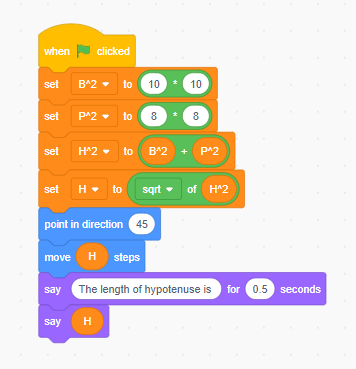 when clicked
set B^2 to 10 * 10
set P^2 to 8 * 8
set H^2 to B^2 + P^2
set H to sqrt of H^2
point in direction 45
move H steps
say The length of hypotenuse is for 0.5 seconds
say H